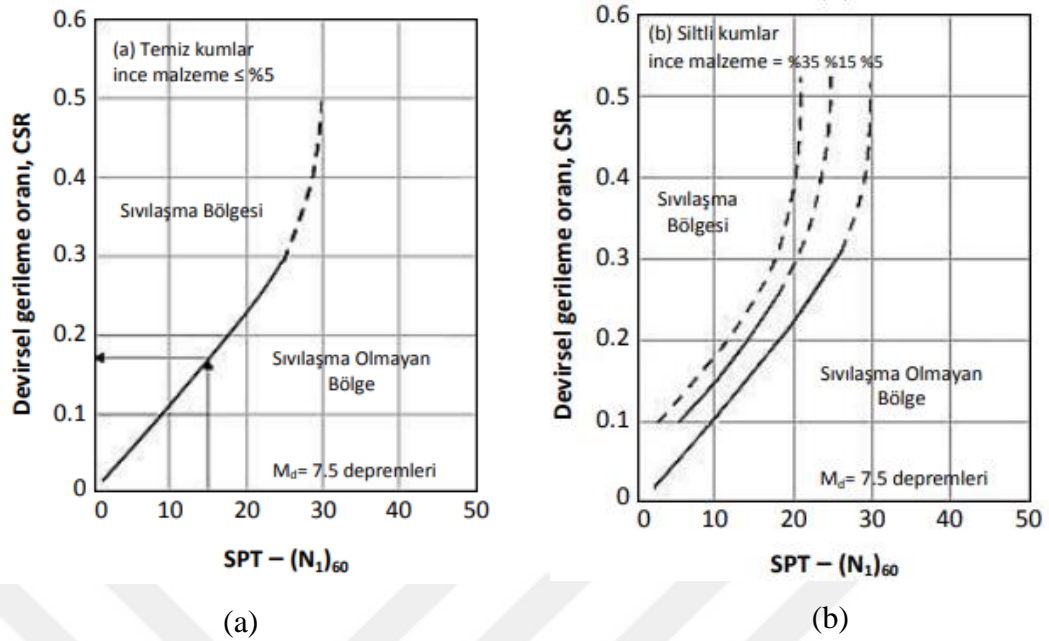 0.6
0.5
0.4
0.3
0.2
0.1
0
Devirsel gerileme oranı, CSR
(a) Temiz kumlar
ince malzeme ≤ %5
Sıvılaşma Bölgesi
Sıvılaşma Olmayan
Bölge
M_d= 7.5 depremleri
0 10 20 30 40 50
SPT – (N₁)₆₀
(a)
0.6
0.5
0.4
0.3
0.2
0.1
0
Devirsel gerileme oranı, CSR
(b) Siltli kumlar
ince malzeme = %35 %15 %5
Sıvılaşma
Bölgesi
Sıvılaşma Olmayan
Bölge
M_d= 7.5 depremleri
0 10 20 30 40 50
SPT – (N₁)₆₀
(b)